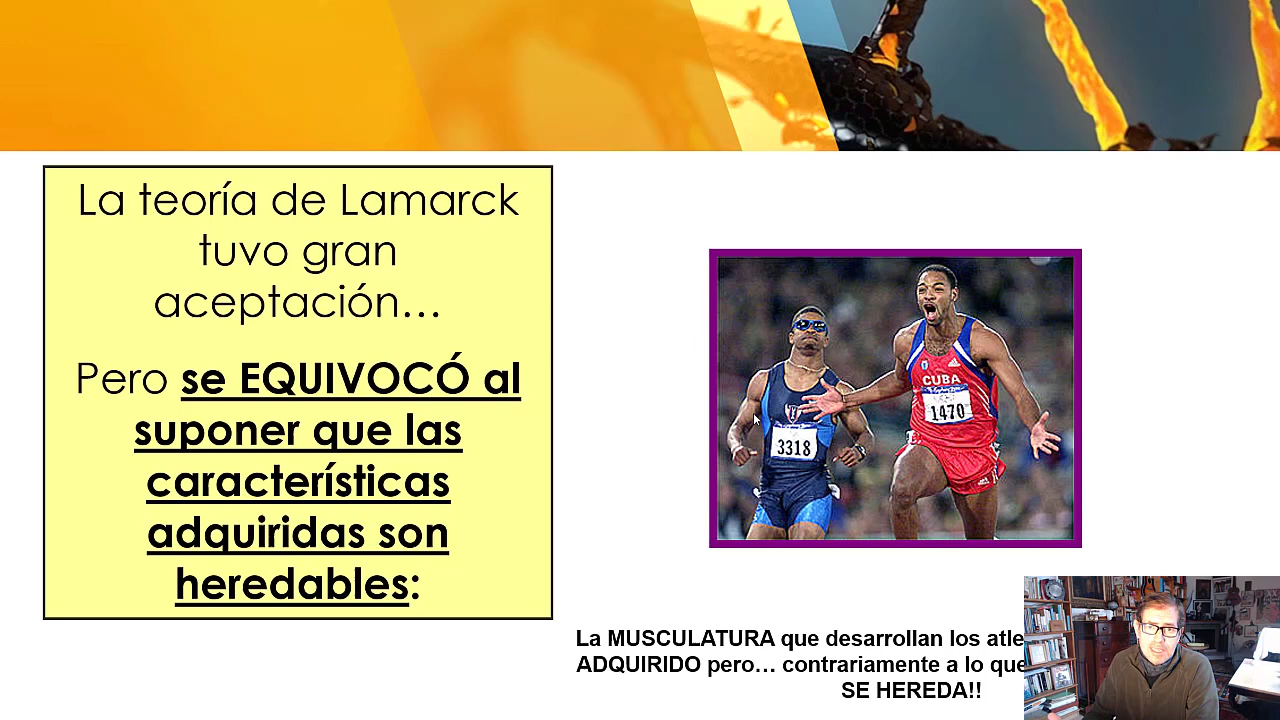 La teoría de Lamarck
tuvo gran
aceptación…
Pero se EQUIVOCÓ al
suponer que las
características
adquiridas son
heredables:
CUBA
1470
3318
La MUSCULATURA que desarrollan los
ADQUIRIDO pero… contrariamente a lo que
SE HEREDA!!